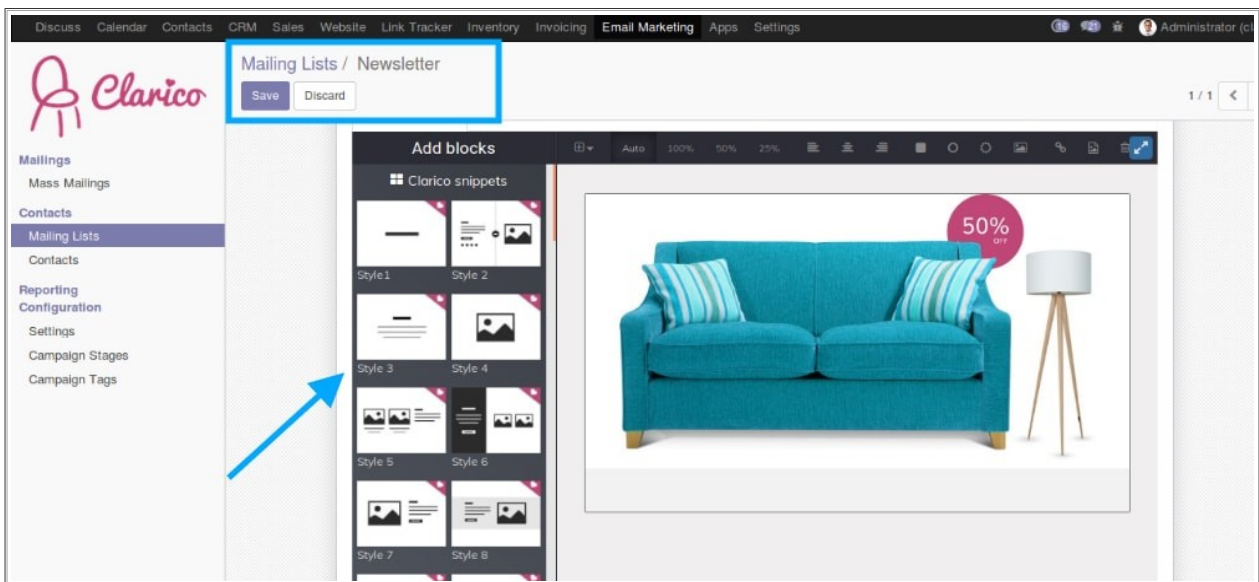 Discuss Calendar Contacts CRM Sales Website Link Tracker Inventory Invoicing Email Marketing Apps Settings
Administrator (cl
Clarico
Mailing Lists / Newsletter
Save Discard
1 / 1
Mailings
Mass Mailings
Contacts
Mailing Lists
Contacts
Reporting
Configuration
Settings
Campaign Stages
Campaign Tags
Add blocks
Auto 100% 50% 25%
Clarico snippets
Style1 Style 2
Style 3 Style 4
Style 5 Style 6
Style 7 Style 8
50%
OFF